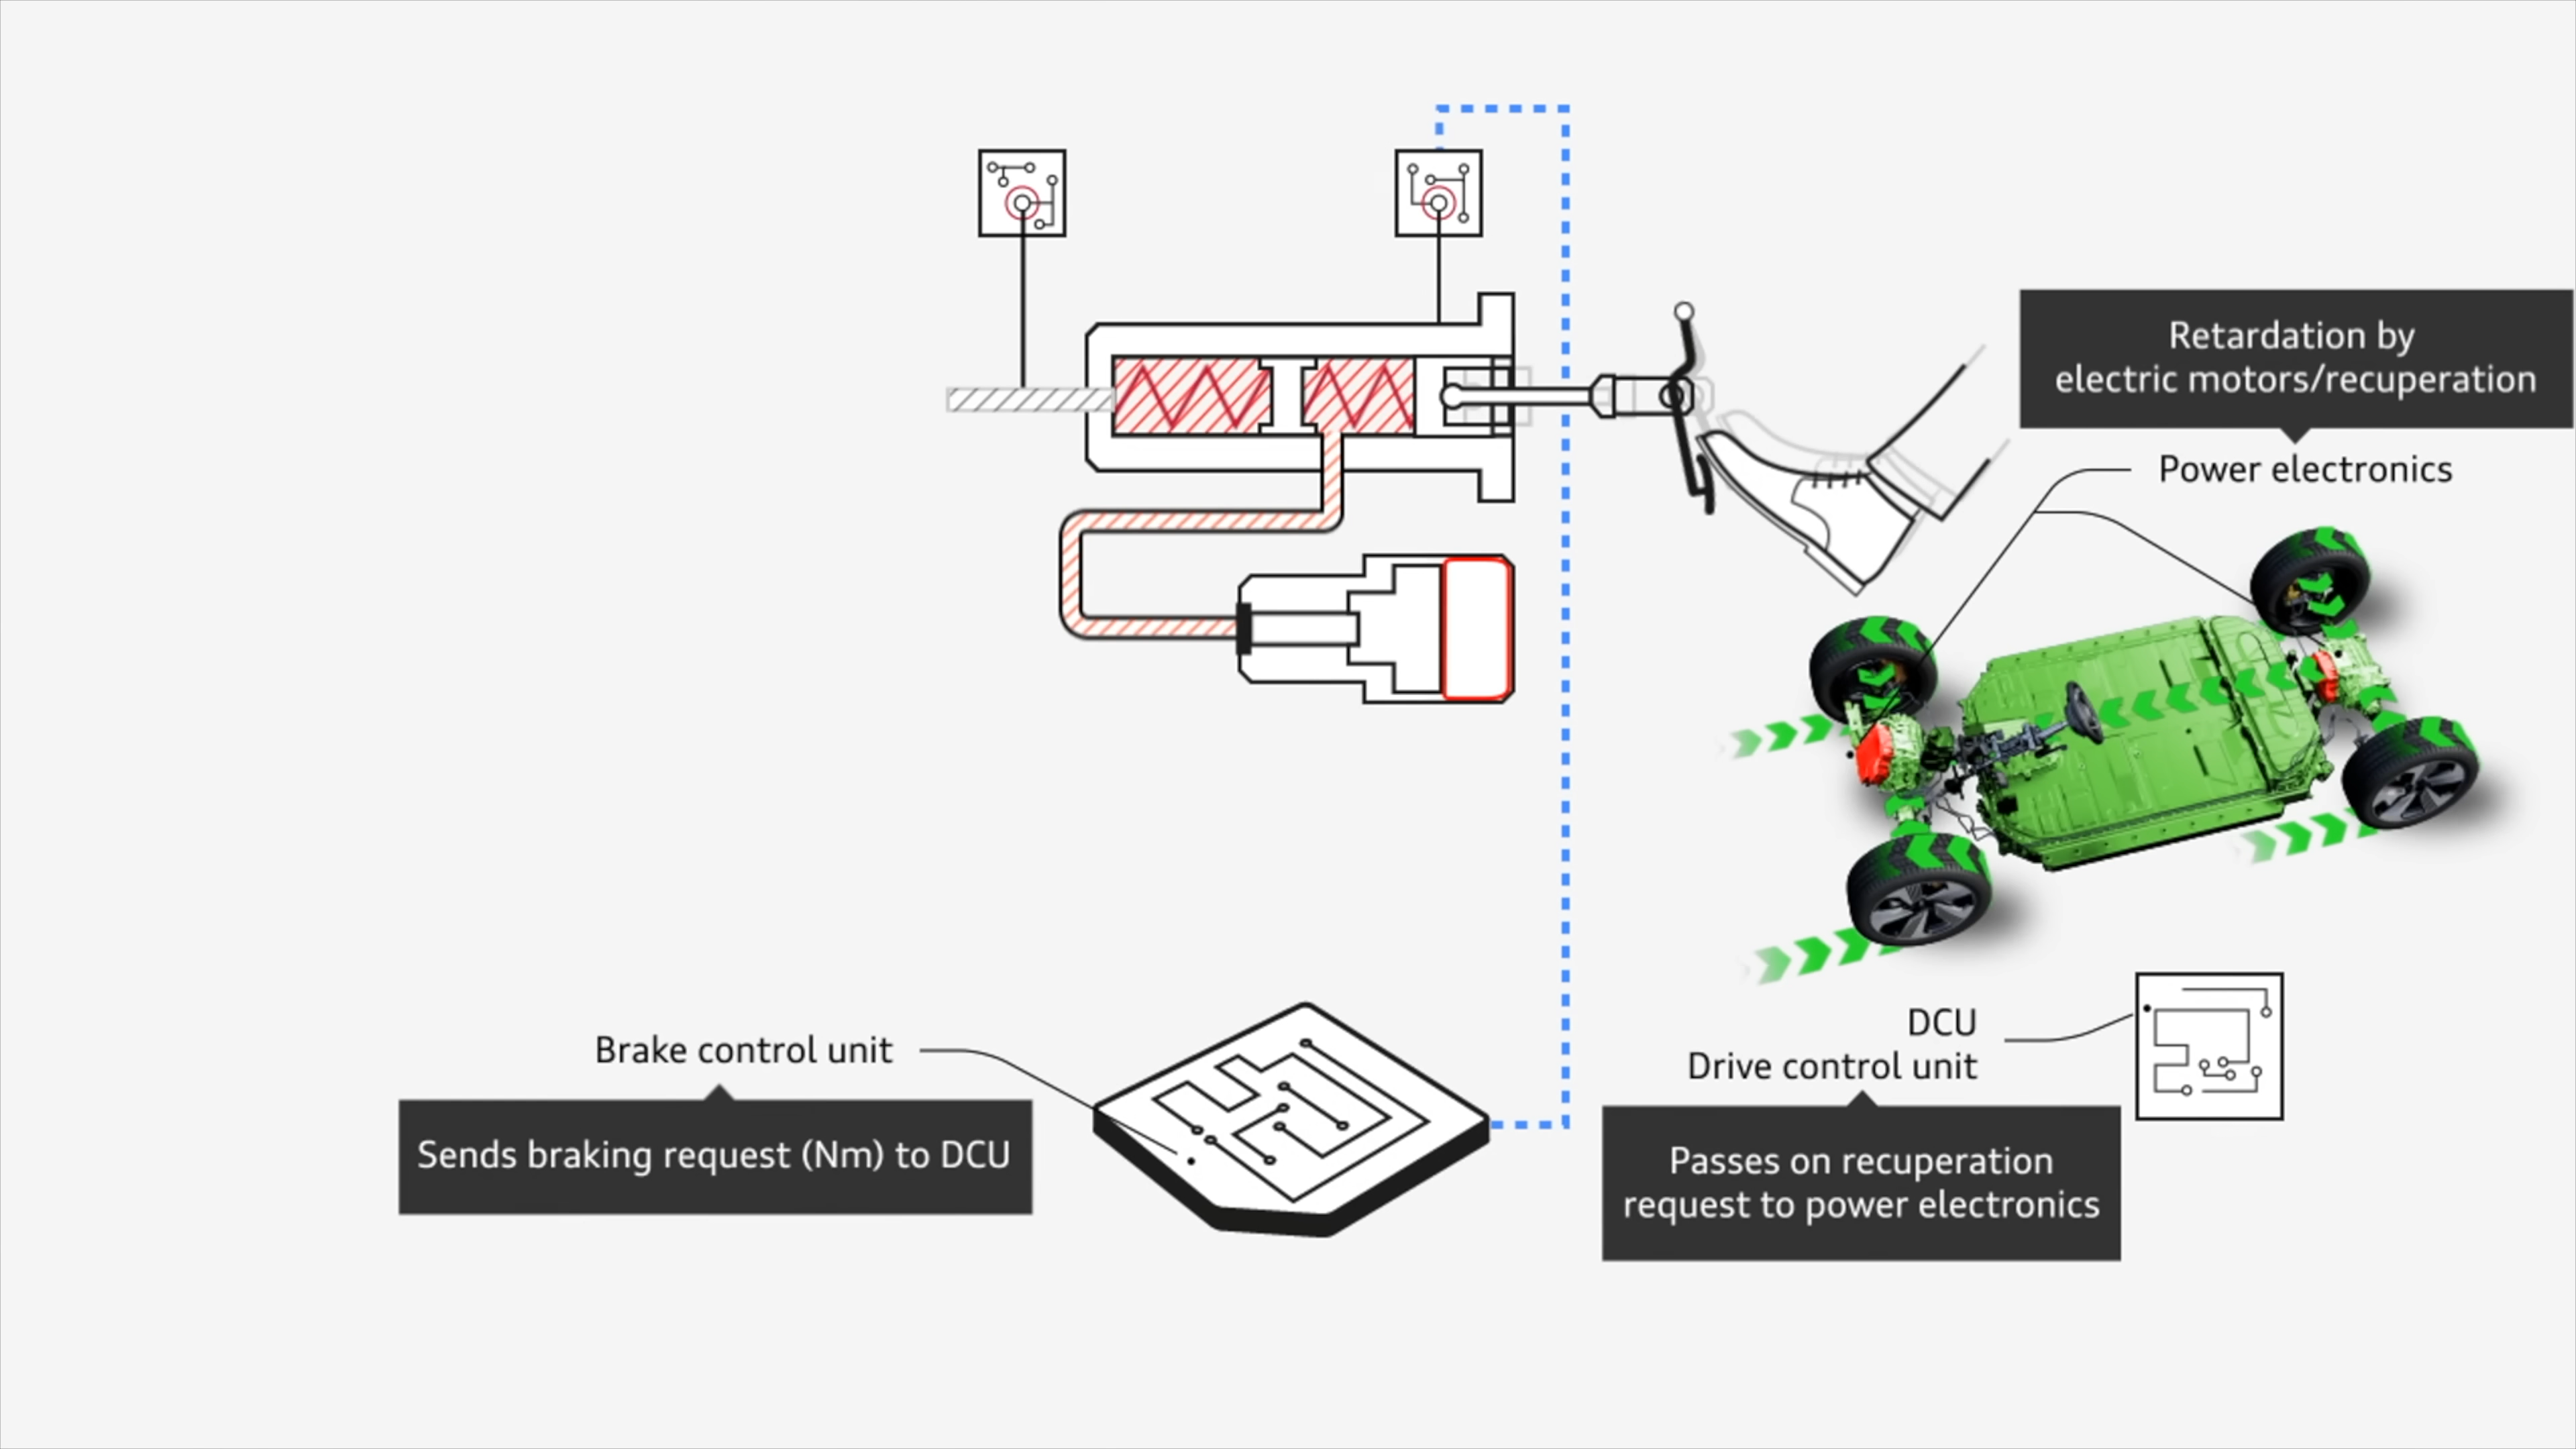 Retardation by
electric motors/recuperation
Power electronics
Brake control unit
Sends braking request (Nm) to DCU
DCU
Drive control unit
Passes on recuperation
request to power electronics